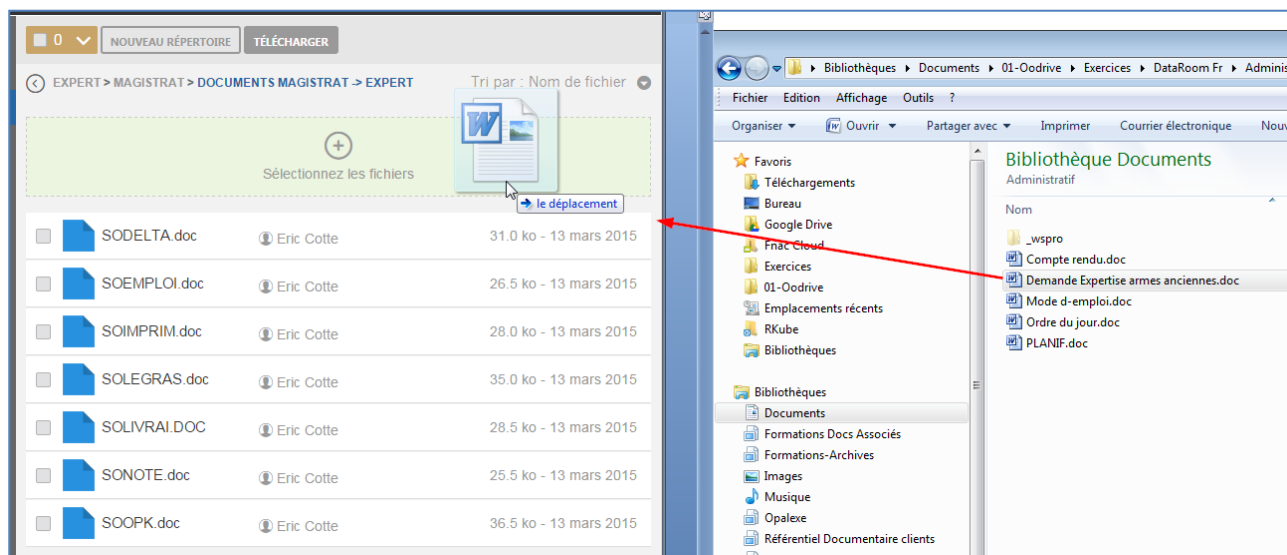 0
NOUVEAU RÉPERTOIRE
TÉLÉCHARGER
EXPERT > MAGISTRAT > DOCUMENTS MAGISTRAT -> EXPERT
Tri par : Nom de fichier
Sélectionnez les fichiers
le déplacement
SODELTA.doc Eric Cotte 31.0 ko - 13 mars 2015
SOEMPLOI.doc Eric Cotte 26.5 ko - 13 mars 2015
SOIMPRIM.doc Eric Cotte 28.0 ko - 13 mars 2015
SOLEGRAS.doc Eric Cotte 35.0 ko - 13 mars 2015
SOLIVRAI.DOC Eric Cotte 28.5 ko - 13 mars 2015
SONOTE.doc Eric Cotte 25.5 ko - 13 mars 2015
SOOPK.doc Eric Cotte 36.5 ko - 13 mars 2015
Bibliothèques Documents 01-Oodrive Exercices DataRoom Fr Adminis
Fichier Edition Affichage Outils ?
Organiser Ouvrir Partager avec Imprimer Courrier électronique Nouv
Favoris
Téléchargements
Bureau
Google Drive
Fnac Cloud
Exercices
01-Oodrive
Emplacements récents
RKube
Bibliothèques
Bibliothèques
Documents
Formations Docs Associés
Formations-Archives
Images
Musique
Opalexe
Référentiel Documentaire clients
Bibliothèque Documents
Administratif
Nom
_wspro
Compte rendu.doc
Demande Expertise armes anciennes.doc
Mode d-emploi.doc
Ordre du jour.doc
PLANIF.doc